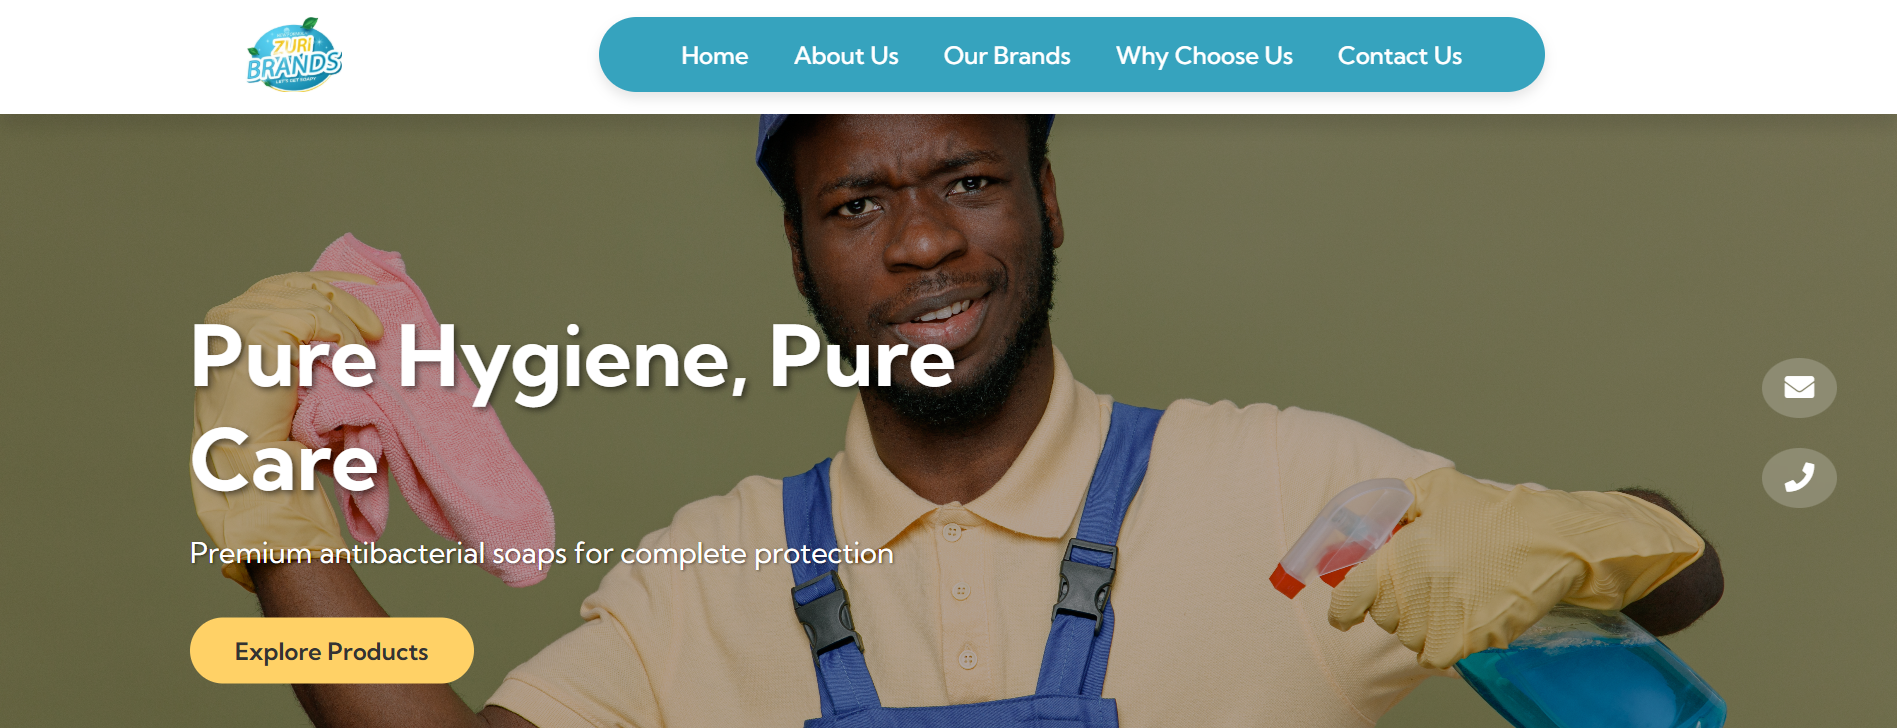 ZURI
BRANDS
LET'S GET SOAPY
Home About Us Our Brands Why Choose Us Contact Us
Pure Hygiene, Pure
Care
Premium antibacterial soaps for complete protection
Explore Products